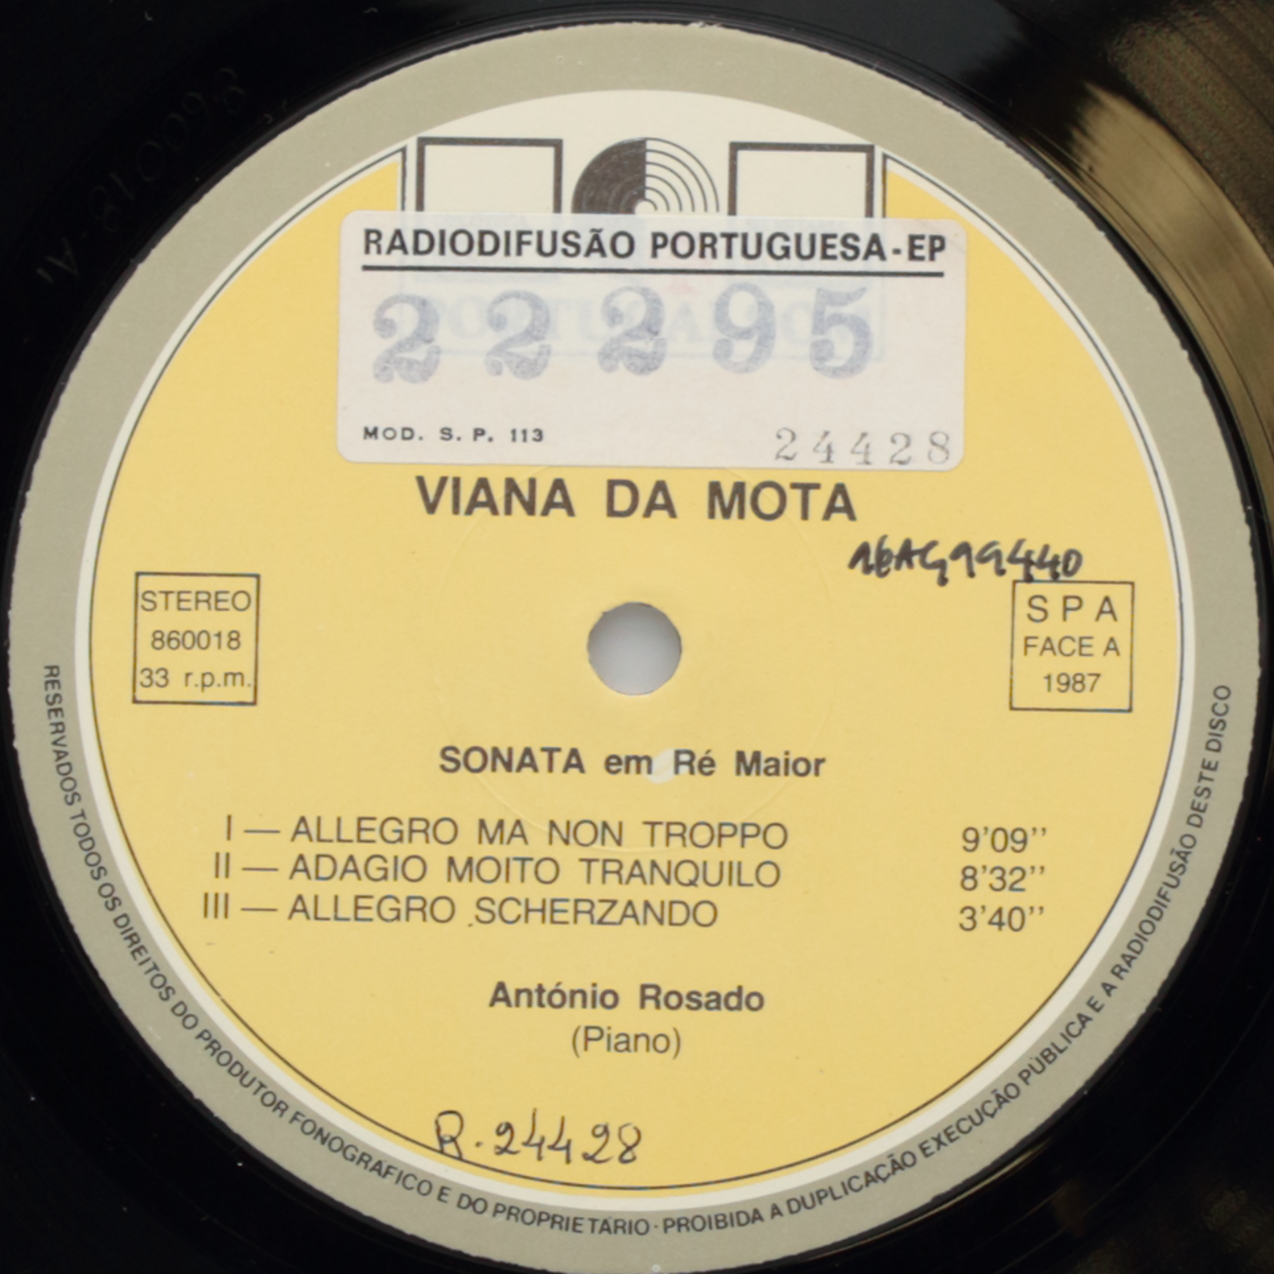 RADIODIFUSÃO PORTUGUESA-EP
22295
MOD. S. P. 113
24428
VIANA DA MOTA
STEREO
860018
33 r.p.m.
S P A
FACE A
1987
SONATA em Ré Maior
I — ALLEGRO MA NON TROPPO 9'09''
II — ADAGIO MOITO TRANQUILO 8'32''
III — ALLEGRO SCHERZANDO 3'40''
António Rosado
(Piano)
R. 24428
RESERVADOS TODOS OS DIREITOS DO PRODUTOR FONOGRAFICO E DO PROPRIETÁRIO · PROIBIDA A DUPLICAÇÃO EXECUÇÃO PÚBLICA E A RADIODIFUSÃO DESTE DISCO